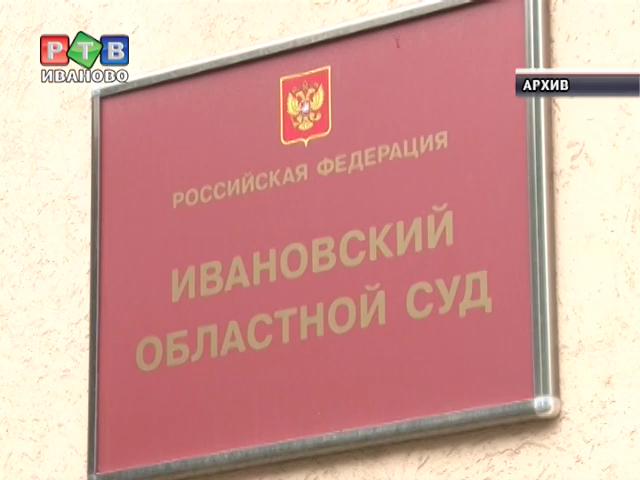 РТВ
ИВАНОВО
АРХИВ
РОССИЙСКАЯ ФЕДЕРАЦИЯ
ИВАНОВСКИЙ
ОБЛАСТНОЙ СУД